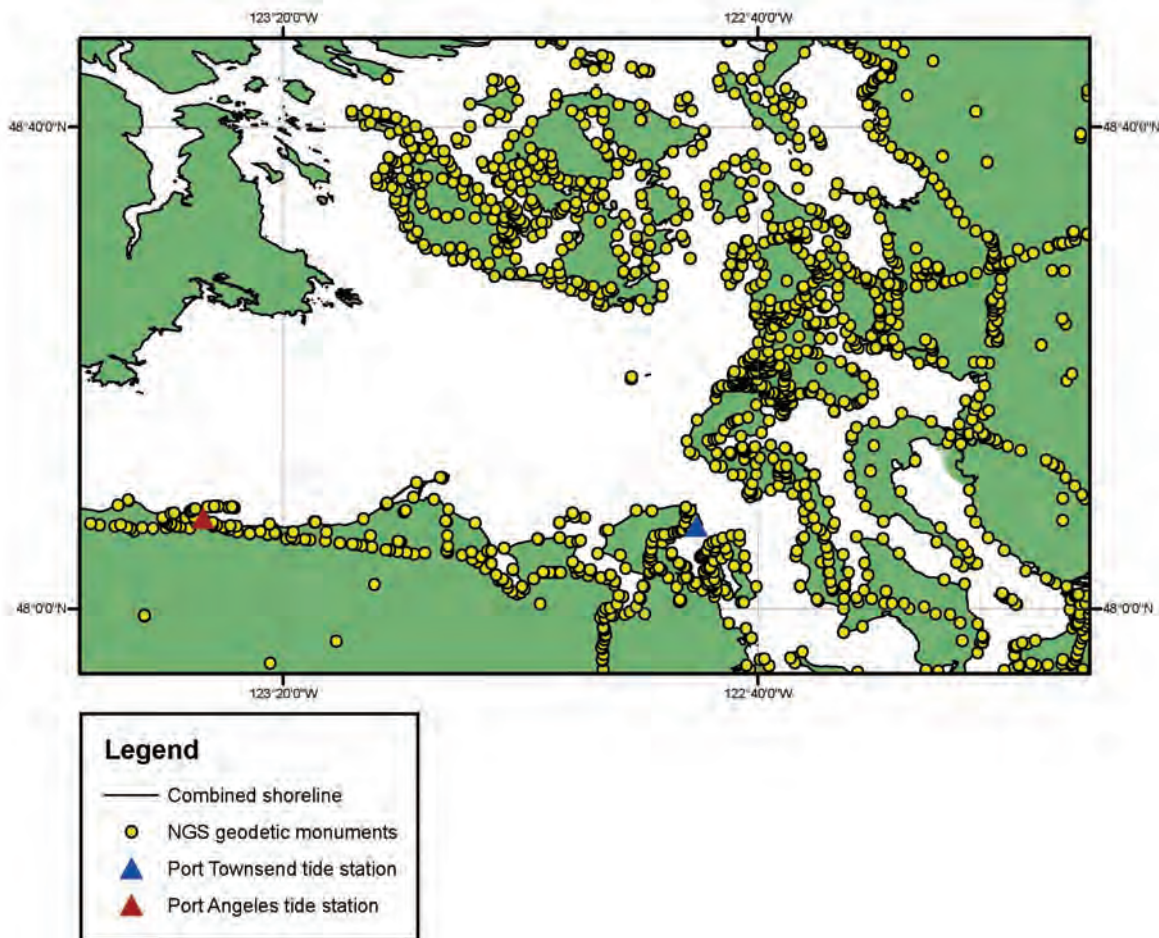 123°20'0"W 122°40'0"W
48°40'0"N 48°40'0"N
48°0'0"N 48°0'0"N
123°20'0"W 122°40'0"W
Legend
Combined shoreline
NGS geodetic monuments
Port Townsend tide station
Port Angeles tide station